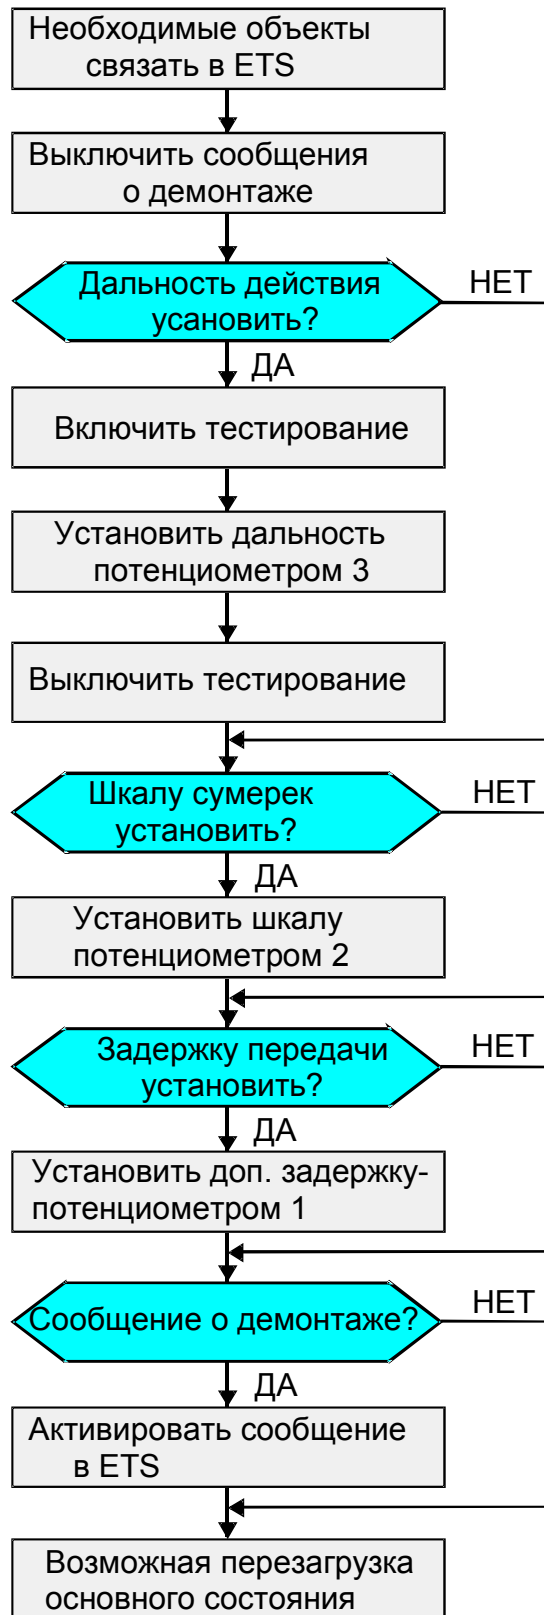 Необходимые объекты
связать в ETS
Выключить сообщения
о демонтаже
Дальность действия
усановить?
НЕТ
ДА
Включить тестирование
Установить дальность
потенциометром 3
Выключить тестирование
Шкалу сумерек
установить?
НЕТ
ДА
Установить шкалу
потенциометром 2
Задержку передачи
установить?
НЕТ
ДА
Установить доп. задержку-
потенциометром 1
Сообщение о демонтаже?
НЕТ
ДА
Активировать сообщение
в ETS
Возможная перезагрузка
основного состояния